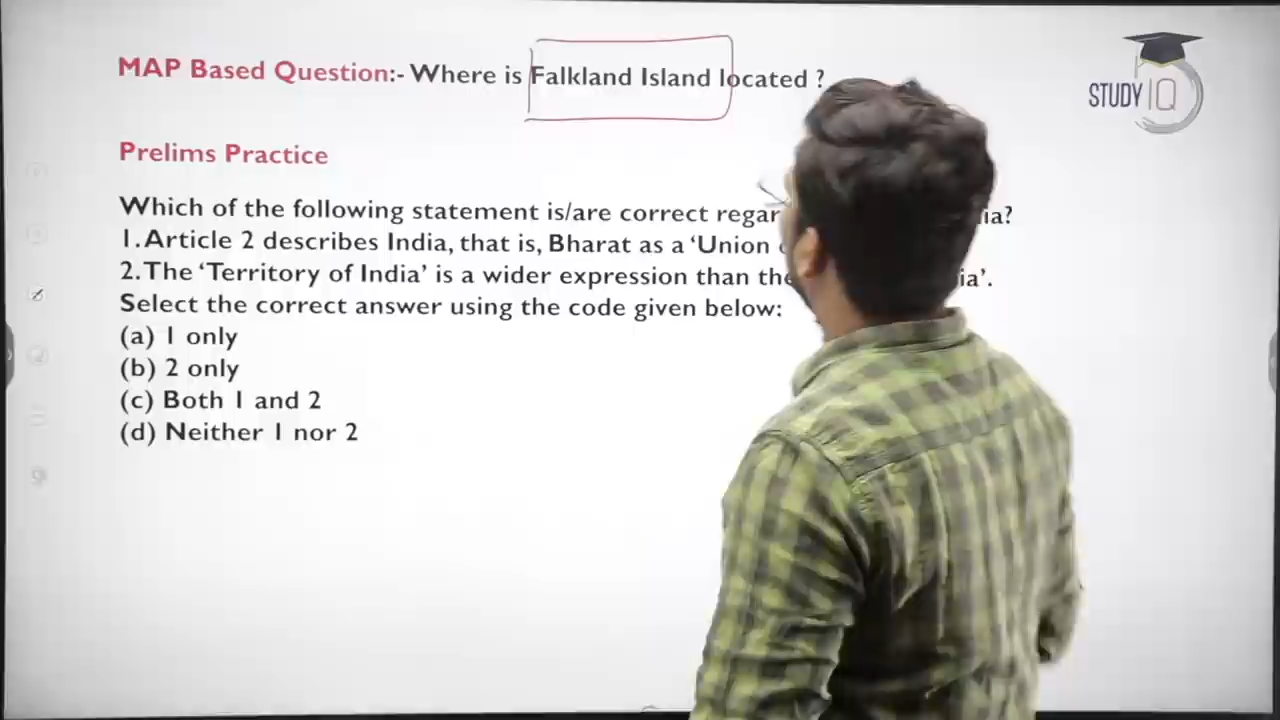 MAP Based Question:- Where is Falkland Island located ?
STUDY IQ
Prelims Practice
Which of the following statement is/are correct regar ia?
1.Article 2 describes India, that is, Bharat as a ‘Union
2.The ‘Territory of India’ is a wider expression than the ia’.
Select the correct answer using the code given below:
(a) 1 only
(b) 2 only
(c) Both 1 and 2
(d) Neither 1 nor 2